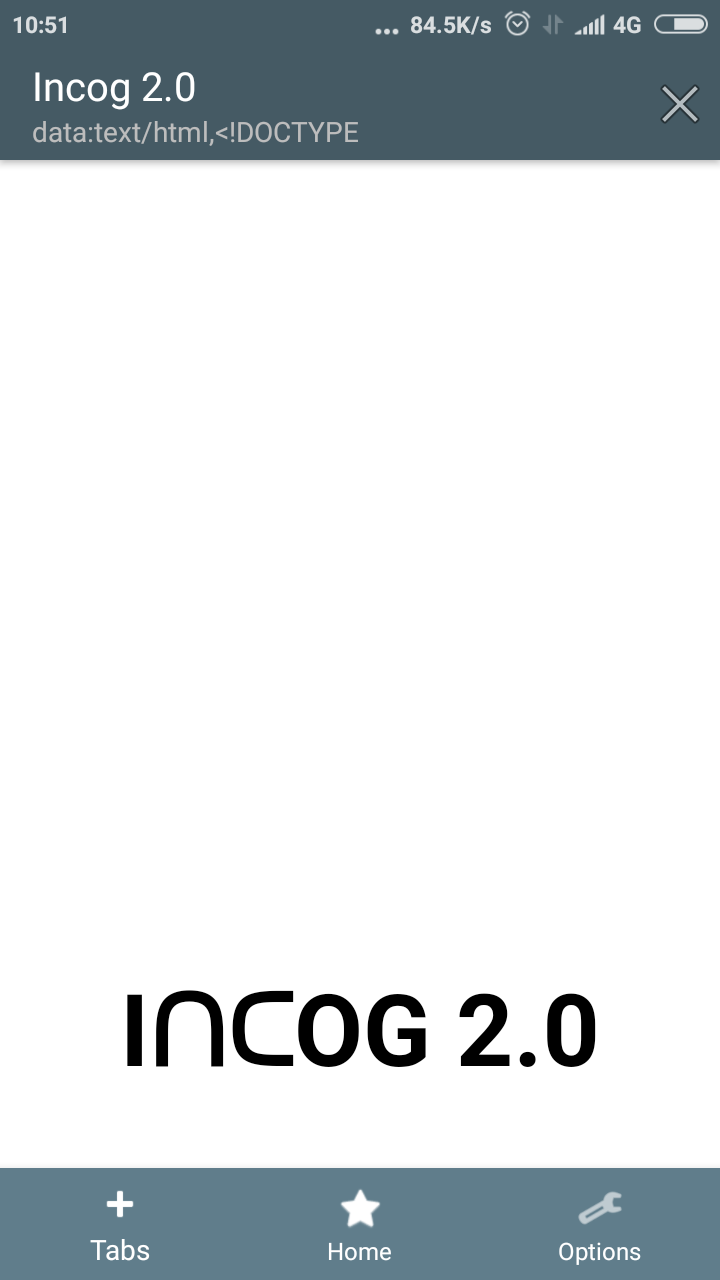 10:51 ... 84.5K/s 4G
Incog 2.0
data:text/html,<!DOCTYPE
INCOG 2.0
Tabs Home Options